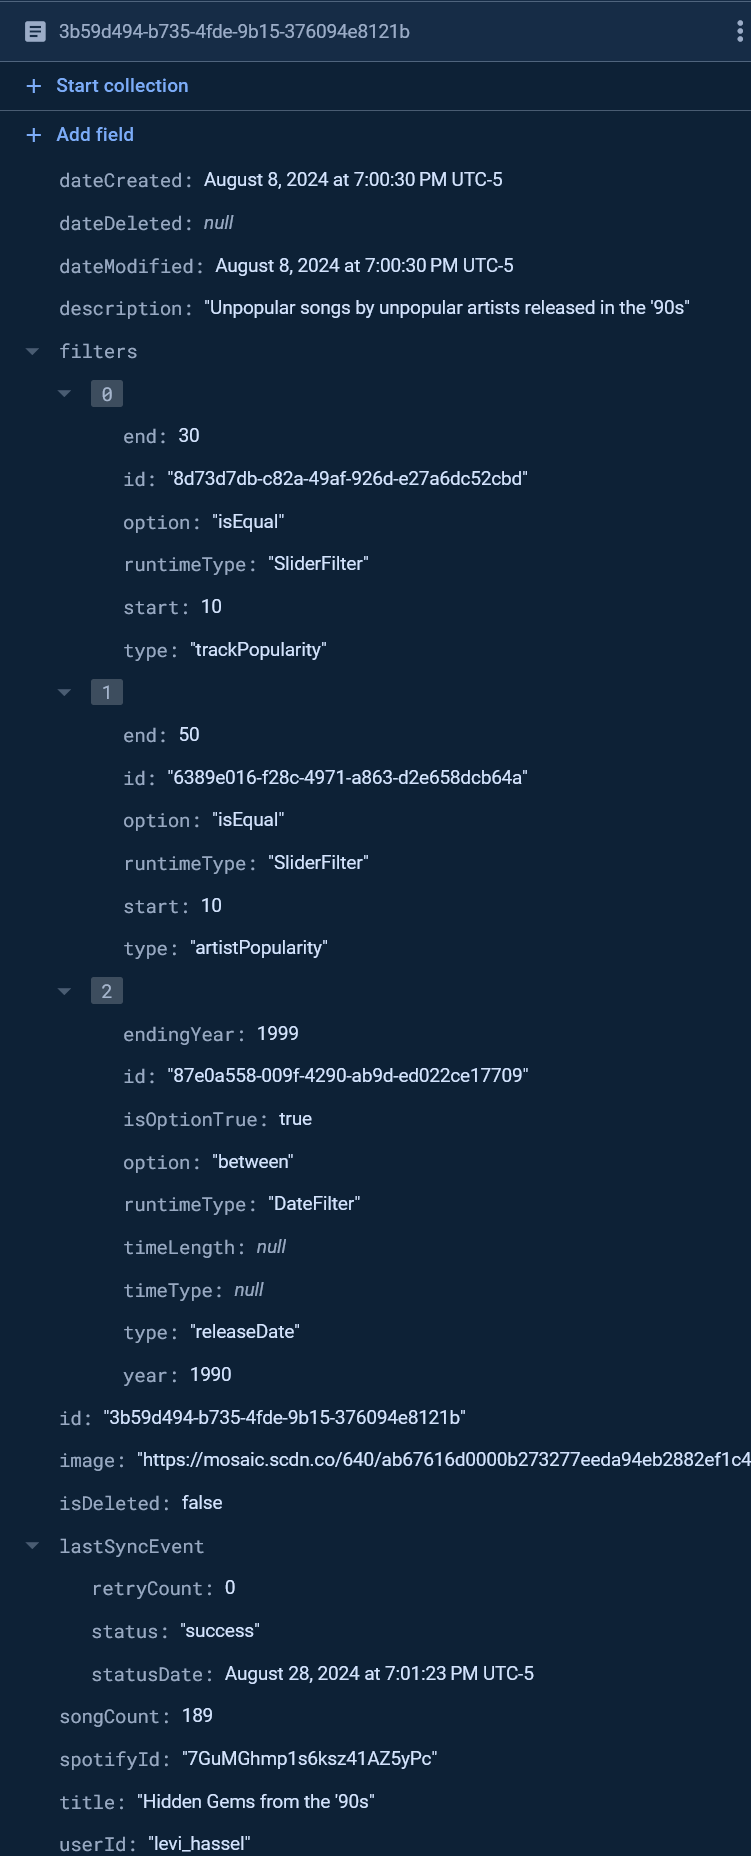 3b59d494-b735-4fde-9b15-376094e8121b
+ Start collection
+ Add field
dateCreated: August 8, 2024 at 7:00:30 PM UTC-5
dateDeleted: null
dateModified: August 8, 2024 at 7:00:30 PM UTC-5
description: "Unpopular songs by unpopular artists released in the '90s"
filters
0
end: 30
id: "8d73d7db-c82a-49af-926d-e27a6dc52cbd"
option: "isEqual"
runtimeType: "SliderFilter"
start: 10
type: "trackPopularity"
1
end: 50
id: "6389e016-f28c-4971-a863-d2e658dcb64a"
option: "isEqual"
runtimeType: "SliderFilter"
start: 10
type: "artistPopularity"
2
endingYear: 1999
id: "87e0a558-009f-4290-ab9d-ed022ce17709"
isOptionTrue: true
option: "between"
runtimeType: "DateFilter"
timeLength: null
timeType: null
type: "releaseDate"
year: 1990
id: "3b59d494-b735-4fde-9b15-376094e8121b"
image: "https://mosaic.scdn.co/640/ab67616d0000b273277eeda94eb2882ef1c4
isDeleted: false
lastSyncEvent
retryCount: 0
status: "success"
statusDate: August 28, 2024 at 7:01:23 PM UTC-5
songCount: 189
spotifyId: "7GuMGhmp1s6ksz41AZ5yPc"
title: "Hidden Gems from the '90s"
userId: "levi_hassel"